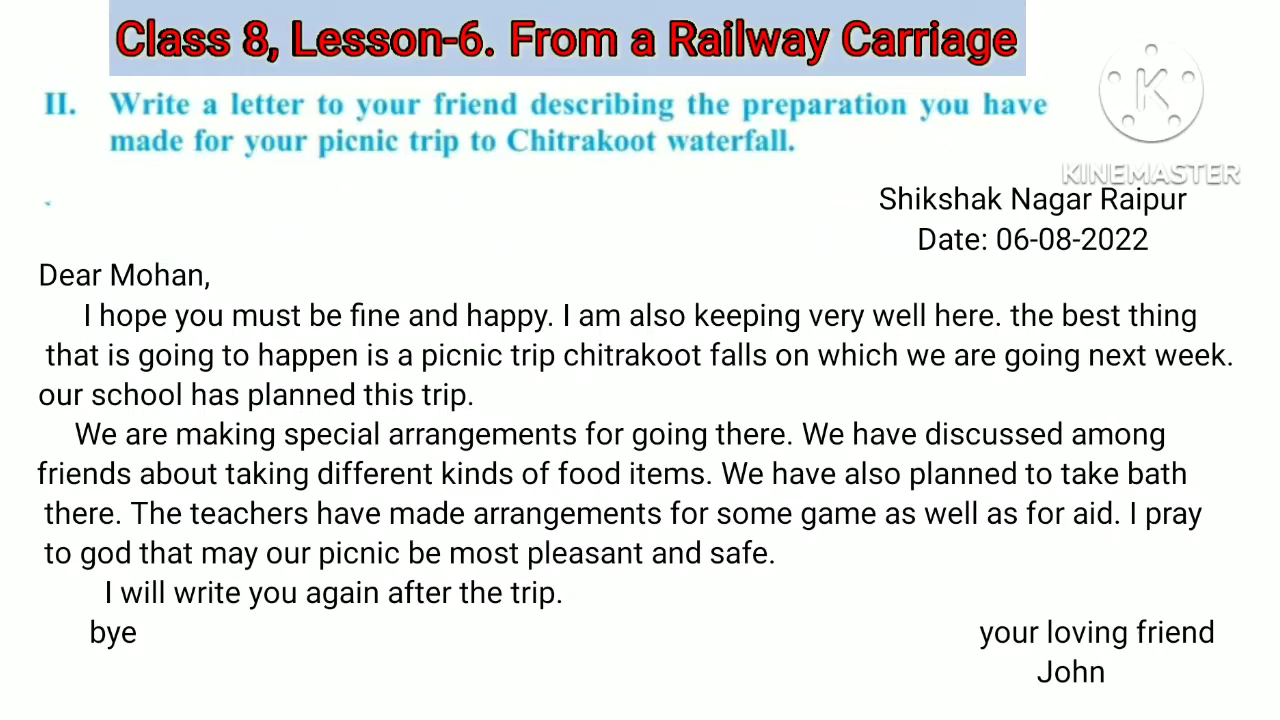 Class 8, Lesson-6. From a Railway Carriage
K
KINEMASTER
II. Write a letter to your friend describing the preparation you have
made for your picnic trip to Chitrakoot waterfall.
Shikshak Nagar Raipur
Date: 06-08-2022
Dear Mohan,
I hope you must be fine and happy. I am also keeping very well here. the best thing
that is going to happen is a picnic trip chitrakoot falls on which we are going next week.
our school has planned this trip.
We are making special arrangements for going there. We have discussed among
friends about taking different kinds of food items. We have also planned to take bath
there. The teachers have made arrangements for some game as well as for aid. I pray
to god that may our picnic be most pleasant and safe.
I will write you again after the trip.
bye
your loving friend
John